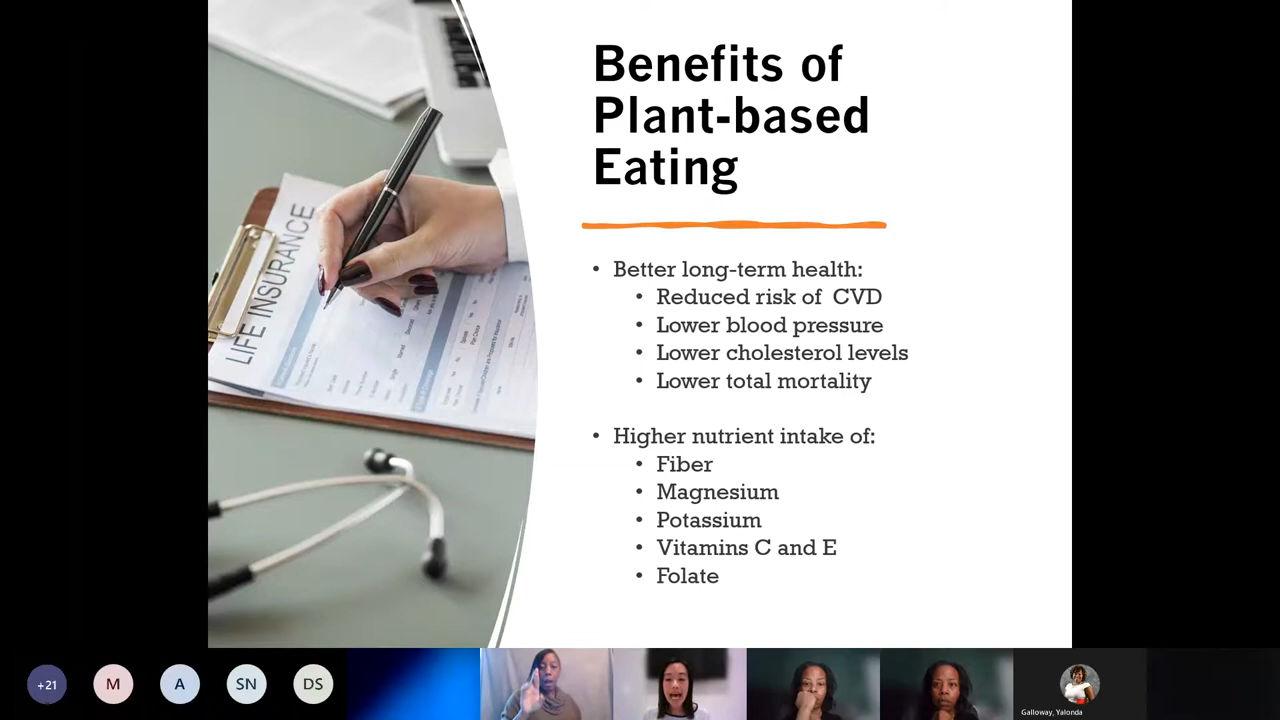 Benefits of
Plant-based
Eating
LIFE INSURANCE
• Better long-term health:
• Reduced risk of  CVD
• Lower blood pressure
• Lower cholesterol levels
• Lower total mortality
• Higher nutrient intake of:
• Fiber
• Magnesium
• Potassium
• Vitamins C and E
• Folate
+21
M
A
SN
DS
Galloway, Yalonda